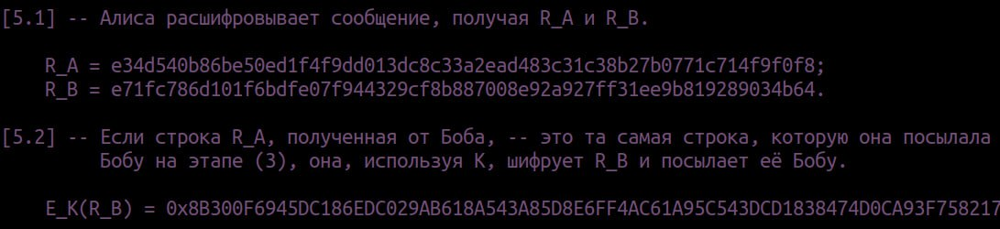 [5.1] -- Алиса расшифровывает сообщение, получая R_A и R_B.
R_A = e34d540b86be50ed1f4f9dd013dc8c33a2ead483c31c38b27b0771c714f9f0f8;
R_B = e71fc786d101f6bdfe07f944329cf8b887008e92a927ff31ee9b819289034b64.
[5.2] -- Если строка R_A, полученная от Боба, -- это та самая строка, которую она посылала
Бобу на этапе (3), она, используя K, шифрует R_B и посылает её Бобу.
E_K(R_B) = 0x8B300F6945DC186EDC029AB618A543A85D8E6FF4AC61A95C543DCD1838474D0CA93F758217